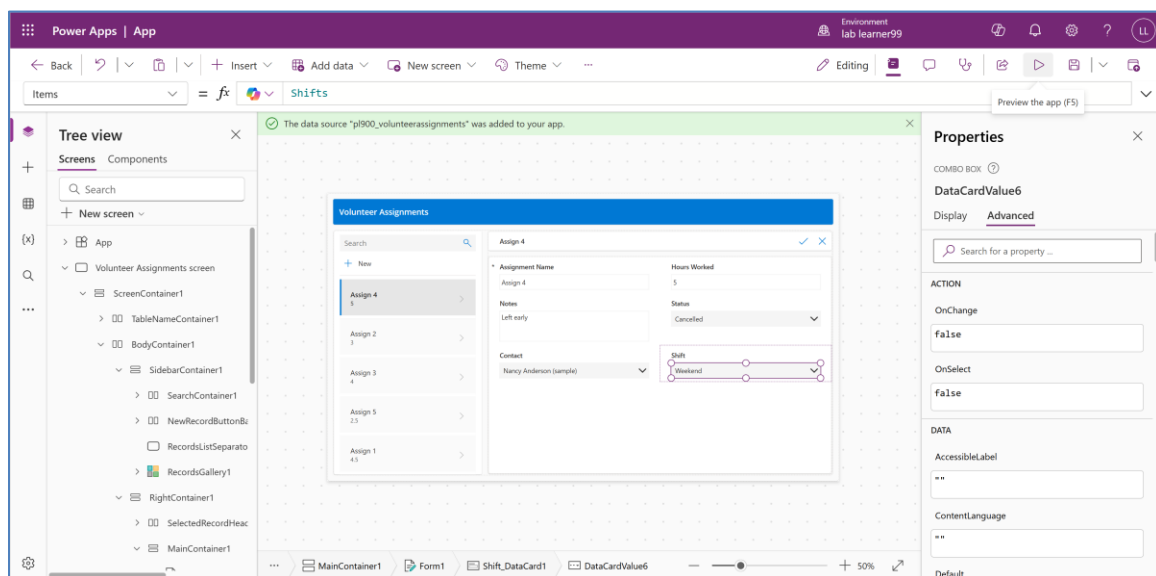 Power Apps | App
Environment
lab learner99
LL
Back
Insert
Add data
New screen
Theme
Editing
Items
= fx
Shifts
Preview the app (F5)
Tree view
Screens
Components
Search
New screen
App
Volunteer Assignments screen
ScreenContainer1
TableNameContainer1
BodyContainer1
SidebarContainer1
SearchContainer1
NewRecordButtonBa
RecordsListSeparato
RecordsGallery1
RightContainer1
SelectedRecordHeac
MainContainer1
The data source "pl900_volunteerassignments" was added to your app.
Volunteer Assignments
Search
New
Assign 4
5
Assign 2
3
Assign 3
4
Assign 5
2.5
Assign 1
4.5
Assign 4
* Assignment Name
Assign 4
Hours Worked
5
Notes
Left early
Status
Cancelled
Contact
Nancy Anderson (sample)
Shift
Weekend
Properties
COMBO BOX
DataCardValue6
Display
Advanced
Search for a property ...
ACTION
OnChange
false
OnSelect
false
DATA
AccessibleLabel
""
ContentLanguage
""
Default
... MainContainer1 Form1 Shift_DataCard1 DataCardValue6
50%